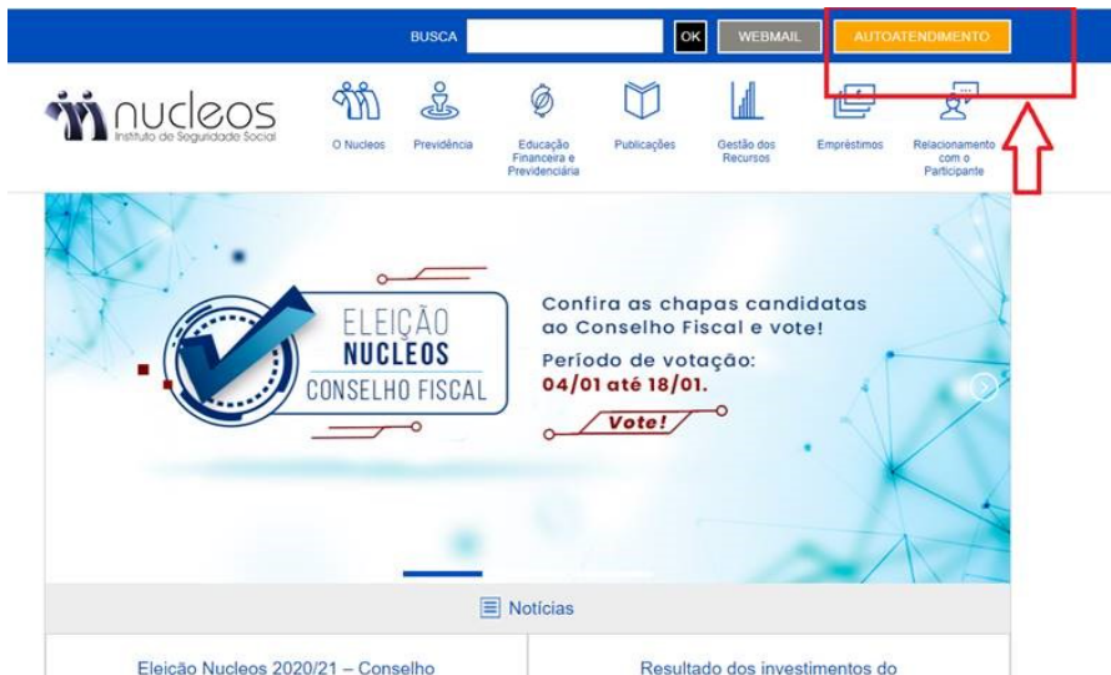 BUSCA
OK
WEBMAIL
AUTOATENDIMENTO
nucleos
Instituto de Seguridade Social
O Nucleos
Previdência
Educação
Financeira e
Previdenciária
Publicações
Gestão dos
Recursos
Empréstimos
Relacionamento
com o
Participante
ELEIÇÃO
NUCLEOS
CONSELHO FISCAL
Confira as chapas candidatas
ao Conselho Fiscal e vote!
Período de votação:
04/01 até 18/01.
Vote!
Notícias
Eleição Nucleos 2020/21 – Conselho
Resultado dos investimentos do